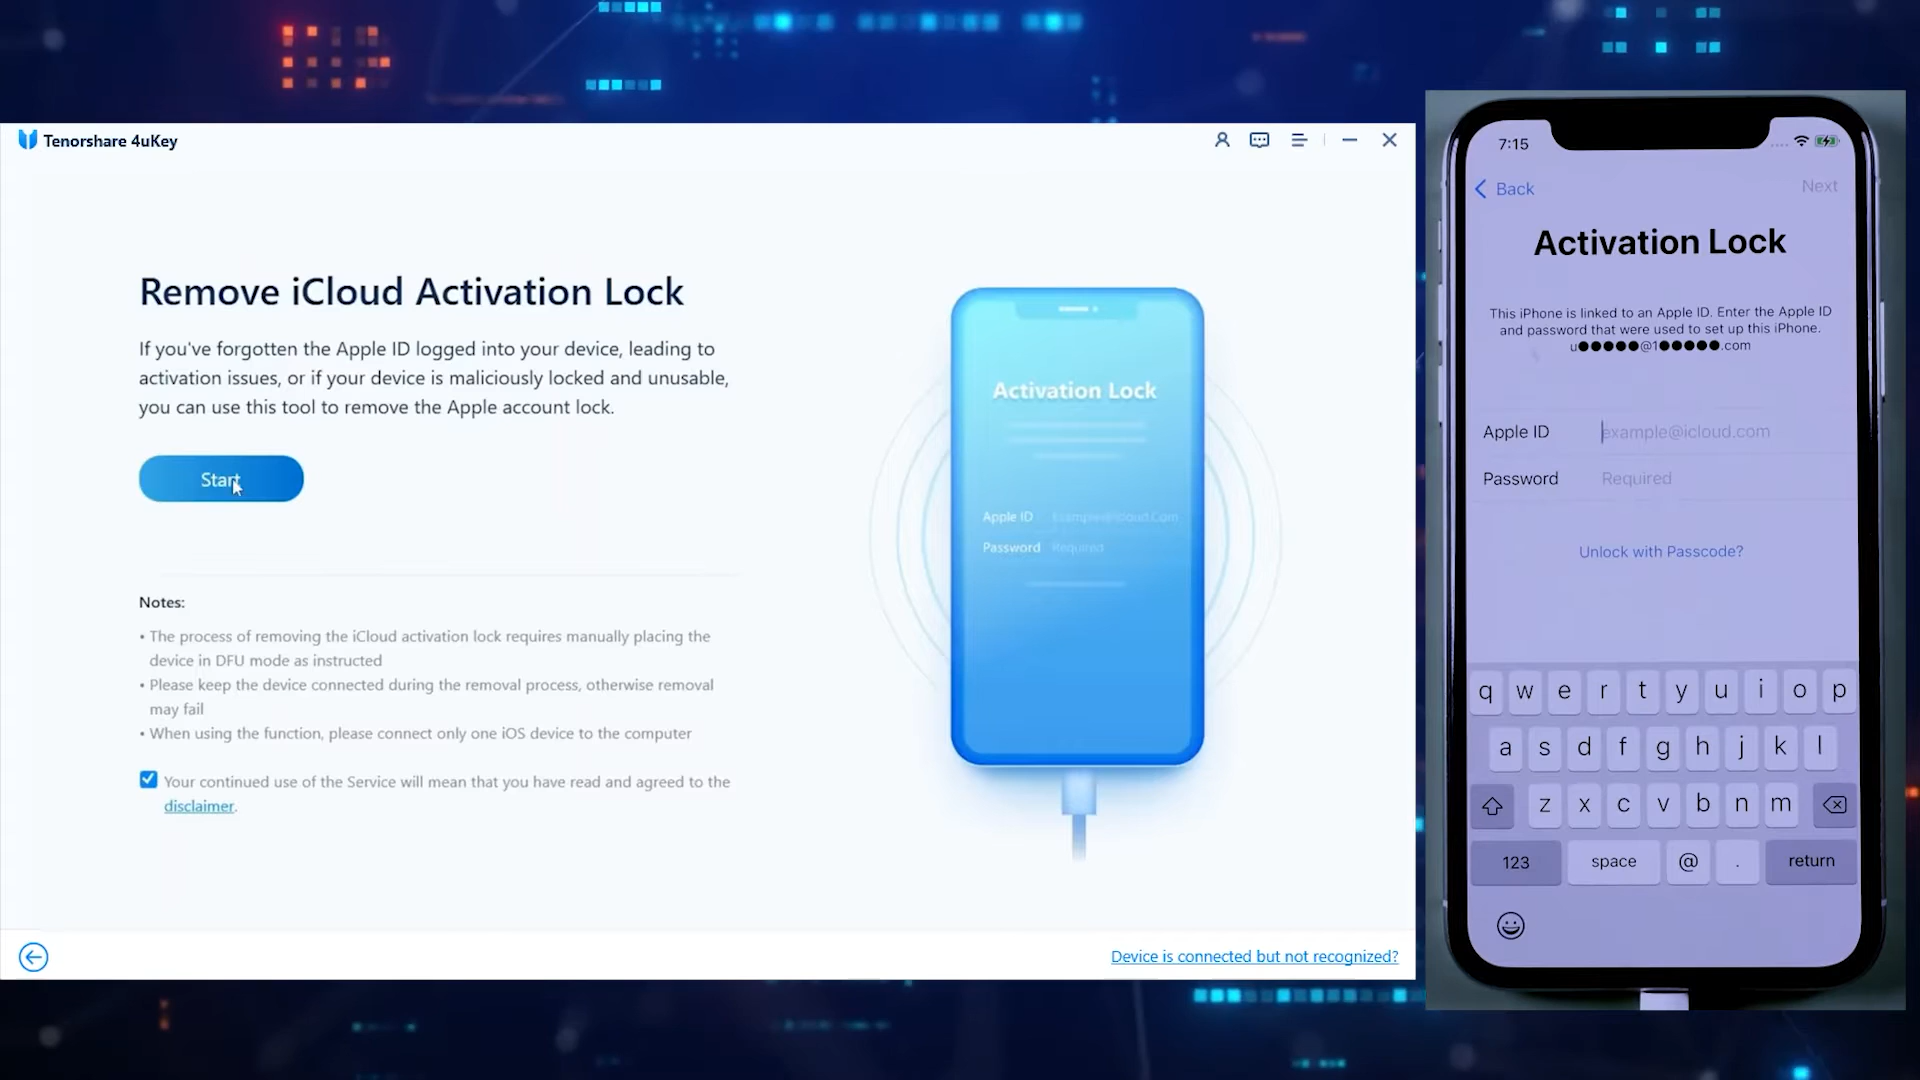 Tenorshare 4uKey
Remove iCloud Activation Lock
If you've forgotten the Apple ID logged into your device, leading to
activation issues, or if your device is maliciously locked and unusable,
you can use this tool to remove the Apple account lock.
Start
Notes:
• The process of removing the iCloud activation lock requires manually placing the
device in DFU mode as instructed
• Please keep the device connected during the removal process, otherwise removal
may fail
• When using the function, please connect only one iOS device to the computer
Your continued use of the Service will mean that you have read and agreed to the
disclaimer.
Activation Lock
Apple ID Example@icloud.Com
Password Required
Device is connected but not recognized?
7:15
Back Next
Activation Lock
This iPhone is linked to an Apple ID. Enter the Apple ID
and password that were used to set up this iPhone.
u●●●●●@1●●●●●.com
Apple ID example@icloud.com
Password Required
Unlock with Passcode?
q w e r t y u i o p
a s d f g h j k l
z x c v b n m
123 space @ . return